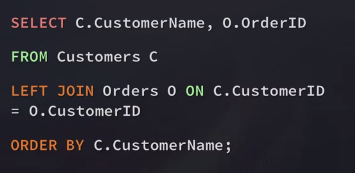 SELECT C.CustomerName, O.OrderID
FROM Customers C
LEFT JOIN Orders O ON C.CustomerID
= O.CustomerID
ORDER BY C.CustomerName;